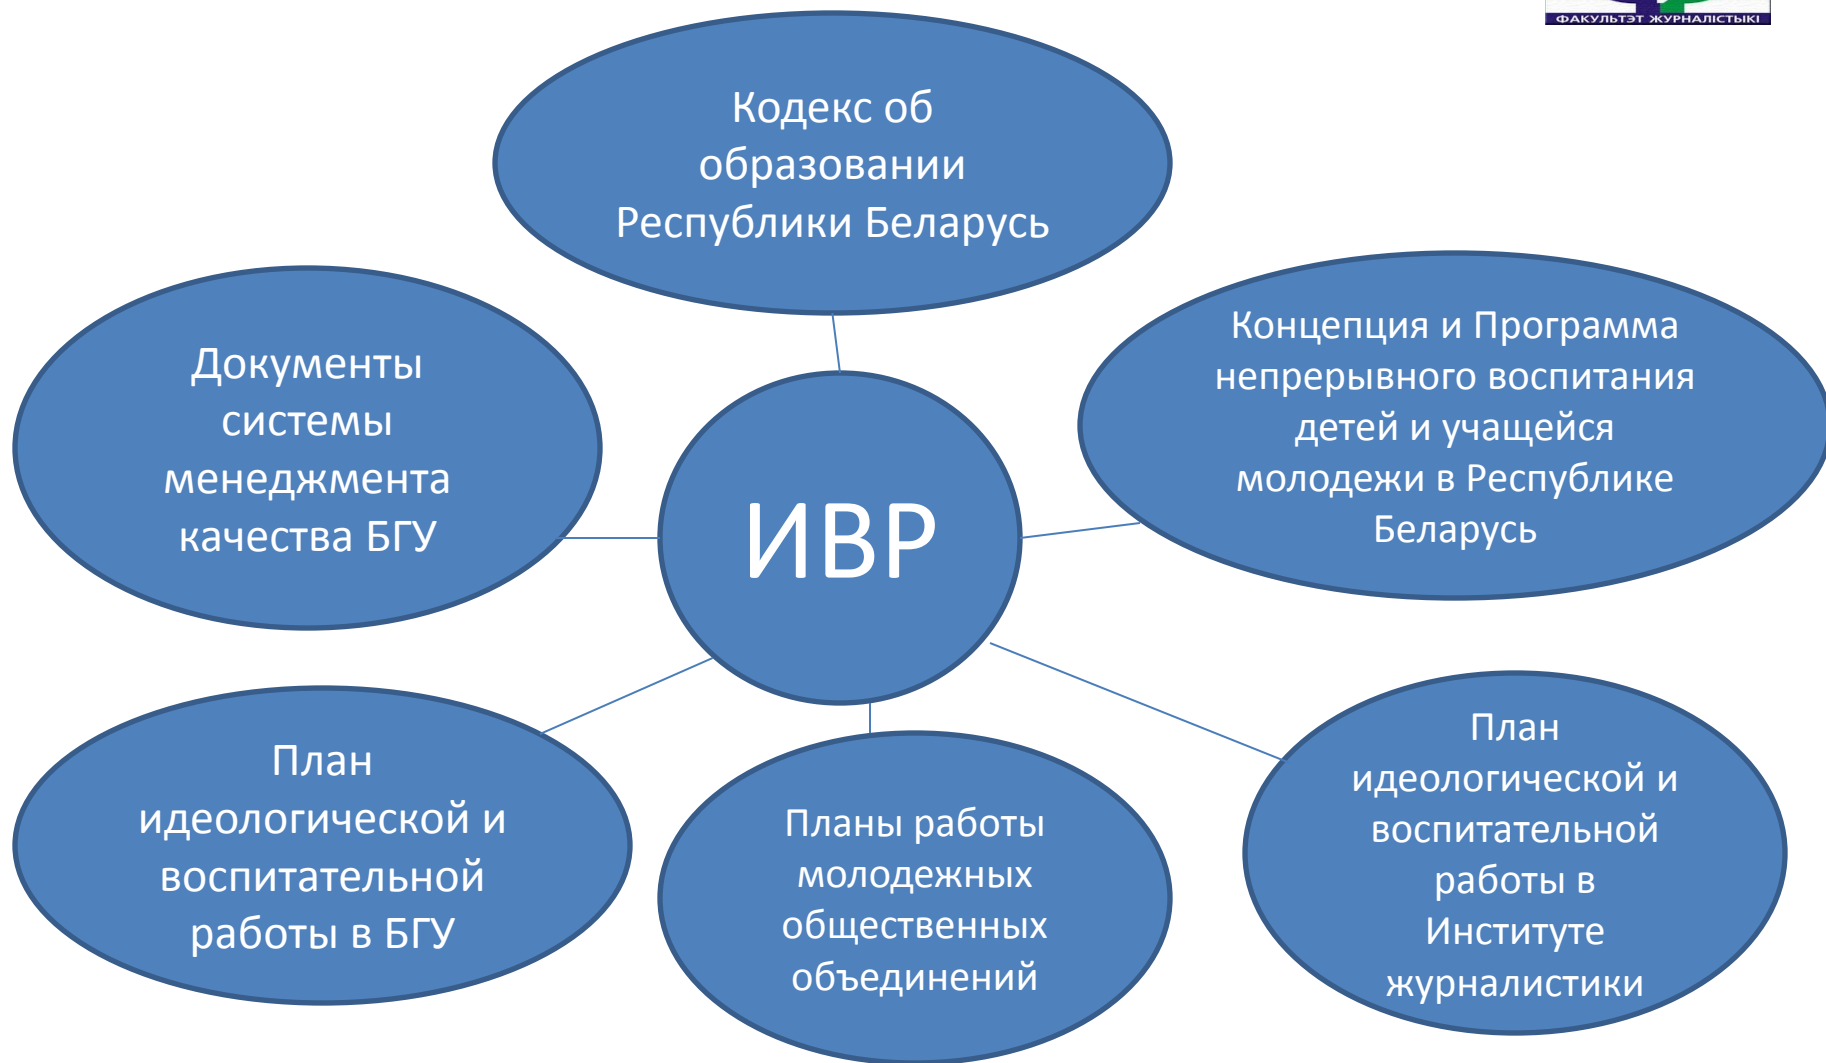 ФАКУЛЬТЭТ ЖУРНАЛІСТЫКІ
Кодекс об
образовании
Республики Беларусь
Концепция и Программа
непрерывного воспитания
детей и учащейся
молодежи в Республике
Беларусь
Документы
системы
менеджмента
качества БГУ
ИВР
План
идеологической и
воспитательной
работы в БГУ
Планы работы
молодежных
общественных
объединений
План
идеологической и
воспитательной
работы в
Институте
журналистики